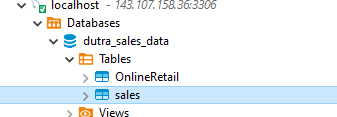 localhost - 143.107.158.36:3306
Databases
dutra_sales_data
Tables
OnlineRetail
sales
Views